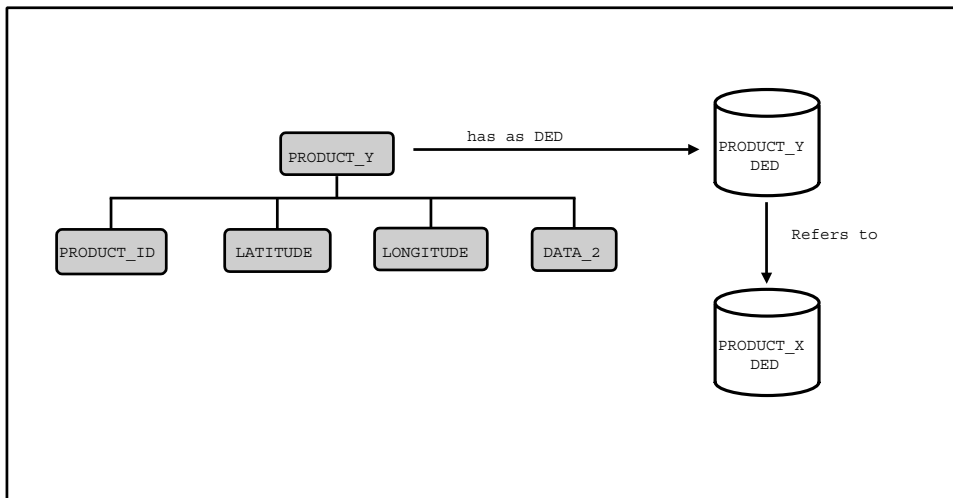 has as DED
PRODUCT_Y
PRODUCT_Y
DED
PRODUCT_ID
LATITUDE
LONGITUDE
DATA_2
Refers to
PRODUCT_X
DED